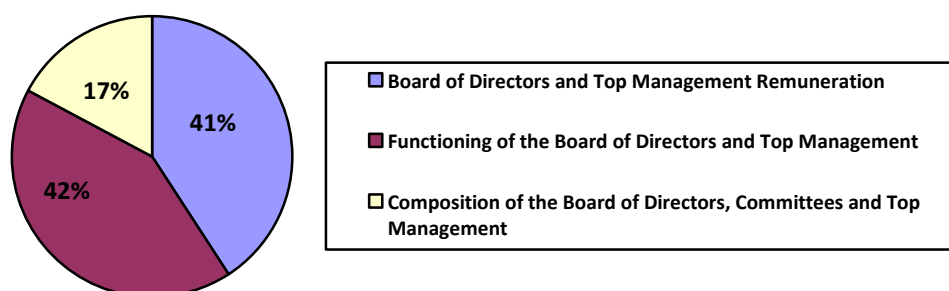 17%
41%
42%
Board of Directors and Top Management Remuneration
Functioning of the Board of Directors and Top Management
Composition of the Board of Directors, Committees and Top
Management